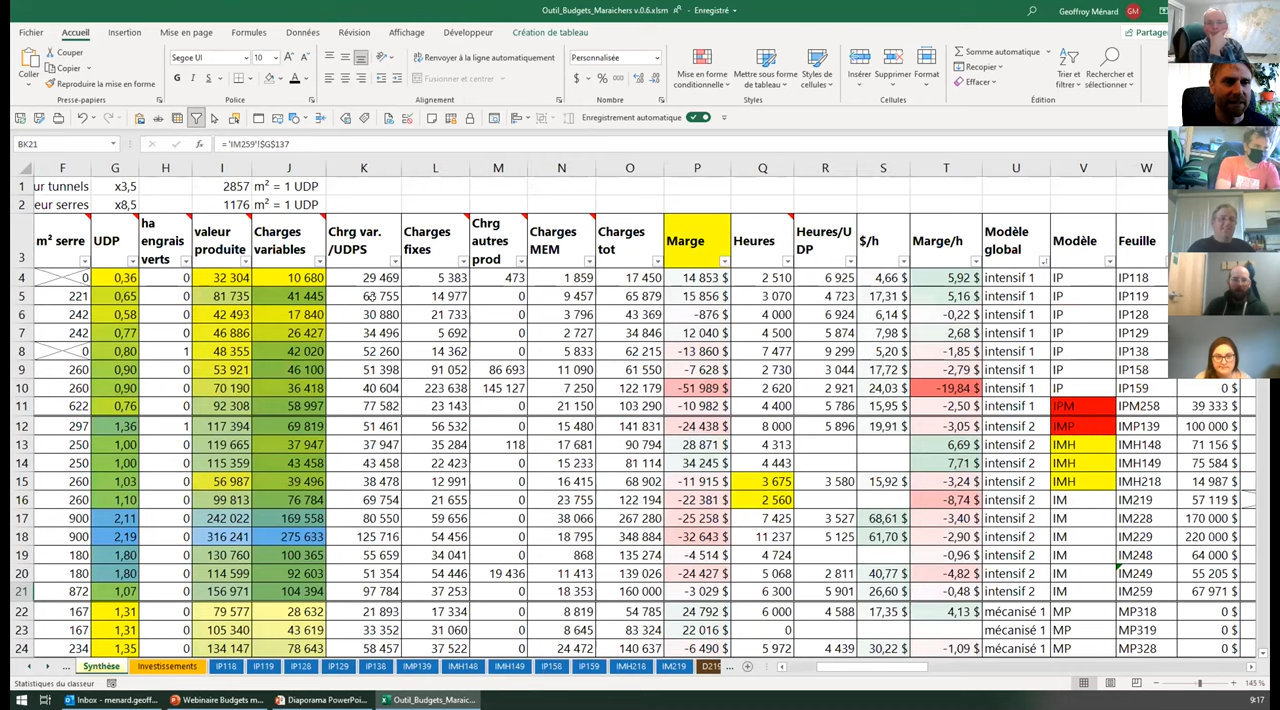 Outil_Budgets_Maraichers v.0.6.xlsm - Enregistré
Geoffroy Ménard GM
Fichier Accueil Insertion Mise en page Formules Données Révision Affichage Développeur Création de tableau Partager
Coller
Couper
Copier
Reproduire la mise en forme
Presse-papiers
Segoe UI 10
G I S
Police
Renvoyer à la ligne automatiquement
Fusionner et centrer
Alignement
Personnalisée
$ % 000
Nombre
Mise en forme conditionnelle
Mettre sous forme de tableau
Styles de cellules
Styles
Insérer Supprimer Format
Cellules
Somme automatique
Recopier
Effacer
Trier et filtrer
Rechercher et sélectionner
Édition
Enregistrement automatique
BK21 fx ='IM259'!$G$137
F G H I J K L M N O P Q R S T U V W
1 ur tunnels x3,5 2857 m² = 1 UDP
2 eur serres x8,5 1176 m² = 1 UDP
3 m² serre UDP ha engrais verts valeur produite Charges variables Chrg var. /UDPS Charges fixes Chrg autres prod Charges MEM Charges tot Marge Heures Heures/UDP $/h Marge/h Modèle global Modèle Feuille
4 0 0,36 0 32 304 10 680 29 469 5 383 473 1 859 17 450 14 853 $ 2 510 6 925 4,66 $ 5,92 $ intensif 1 IP IP118
5 221 0,65 0 81 735 41 445 63 755 14 977 0 9 457 65 879 15 856 $ 3 070 4 723 17,31 $ 5,16 $ intensif 1 IP IP119
6 242 0,58 0 42 493 17 840 30 880 21 733 0 3 796 43 369 -876 $ 4 000 6 924 6,14 $ -0,22 $ intensif 1 IP IP128
7 242 0,77 0 46 886 26 427 34 496 5 692 0 2 727 34 846 12 040 $ 4 500 5 874 7,98 $ 2,68 $ intensif 1 IP IP129
8 0 0,80 1 48 355 42 020 52 260 14 362 0 5 833 62 215 -13 860 $ 7 477 9 299 5,20 $ -1,85 $ intensif 1 IP IP138
9 260 0,90 0 53 921 46 100 51 398 91 052 86 693 11 090 61 550 -7 628 $ 2 730 3 044 17,72 $ -2,79 $ intensif 1 IP IP158
10 260 0,90 0 70 190 36 418 40 604 223 638 145 127 7 250 122 179 -51 989 $ 2 620 2 921 24,03 $ -19,84 $ intensif 1 IP IP159 0 $
11 622 0,76 0 92 308 58 997 77 582 23 143 0 21 150 103 290 -10 982 $ 4 400 5 786 15,95 $ -2,50 $ intensif 1 IPM IPM258 39 333 $
12 297 1,36 1 117 394 69 819 51 461 56 532 0 15 480 141 831 -24 438 $ 8 000 5 896 19,91 $ -3,05 $ intensif 2 IMP IMP139 100 000 $
13 250 1,00 0 119 665 37 947 37 947 35 284 118 17 681 90 794 28 871 $ 4 313 6,69 $ intensif 2 IMH IMH148 71 156 $
14 250 1,00 0 115 359 43 458 43 458 22 423 0 15 233 81 114 34 245 $ 4 443 7,71 $ intensif 2 IMH IMH149 75 584 $
15 260 1,03 0 56 987 39 496 38 478 12 991 0 16 415 68 902 -11 915 $ 3 675 3 580 15,92 $ -3,24 $ intensif 2 IMH IMH218 14 987 $
16 260 1,10 0 99 813 76 784 69 754 21 655 0 23 755 122 194 -22 381 $ 2 560 -8,74 $ intensif 2 IM IM219 57 119 $
17 900 2,11 0 242 022 169 558 80 550 59 656 0 38 066 267 280 -25 258 $ 7 425 3 527 68,61 $ -3,40 $ intensif 2 IM IM228 170 000 $
18 900 2,19 0 316 241 275 633 125 716 54 456 0 18 795 348 884 -32 643 $ 11 237 5 125 61,70 $ -2,90 $ intensif 2 IM IM229 220 000 $
19 180 1,80 0 130 760 100 365 55 659 34 041 0 868 135 274 -4 514 $ 4 724 -0,96 $ intensif 2 IM IM248 64 000 $
20 180 1,80 0 114 599 92 603 51 354 54 446 19 436 11 413 139 026 -24 427 $ 5 068 2 811 40,77 $ -4,82 $ intensif 2 IM IM249 55 205 $
21 872 1,07 0 156 971 104 394 97 784 37 253 0 18 353 160 000 -3 029 $ 6 300 5 901 26,60 $ -0,48 $ intensif 2 IM IM259 67 971 $
22 167 1,31 0 79 577 28 632 21 893 17 334 0 8 819 54 785 24 792 $ 6 000 4 588 17,35 $ 4,13 $ mécanisé 1 MP MP318
23 167 1,31 0 105 340 43 619 33 352 31 060 0 8 645 83 324 22 016 $ 0 mécanisé 1 MP MP319
24 234 1,35 0 134 147 78 643 58 457 37 522 0 24 472 140 637 -6 490 $ 5 972 4 439 30,22 $ -1,09 $ mécanisé 1 MP MP328
... Synthèse Investissements IP118 IP119 IP128 IP129 IP138 IMP139 IMH148 IMH149 IP158 IP159 IMH218 IM219 D219 ...
Statistiques du classeur 145 %
Inbox - menard.geoff... Webinaire Budgets m... Diaporama PowerPoin... Outil_Budgets_Maraic... 9:17